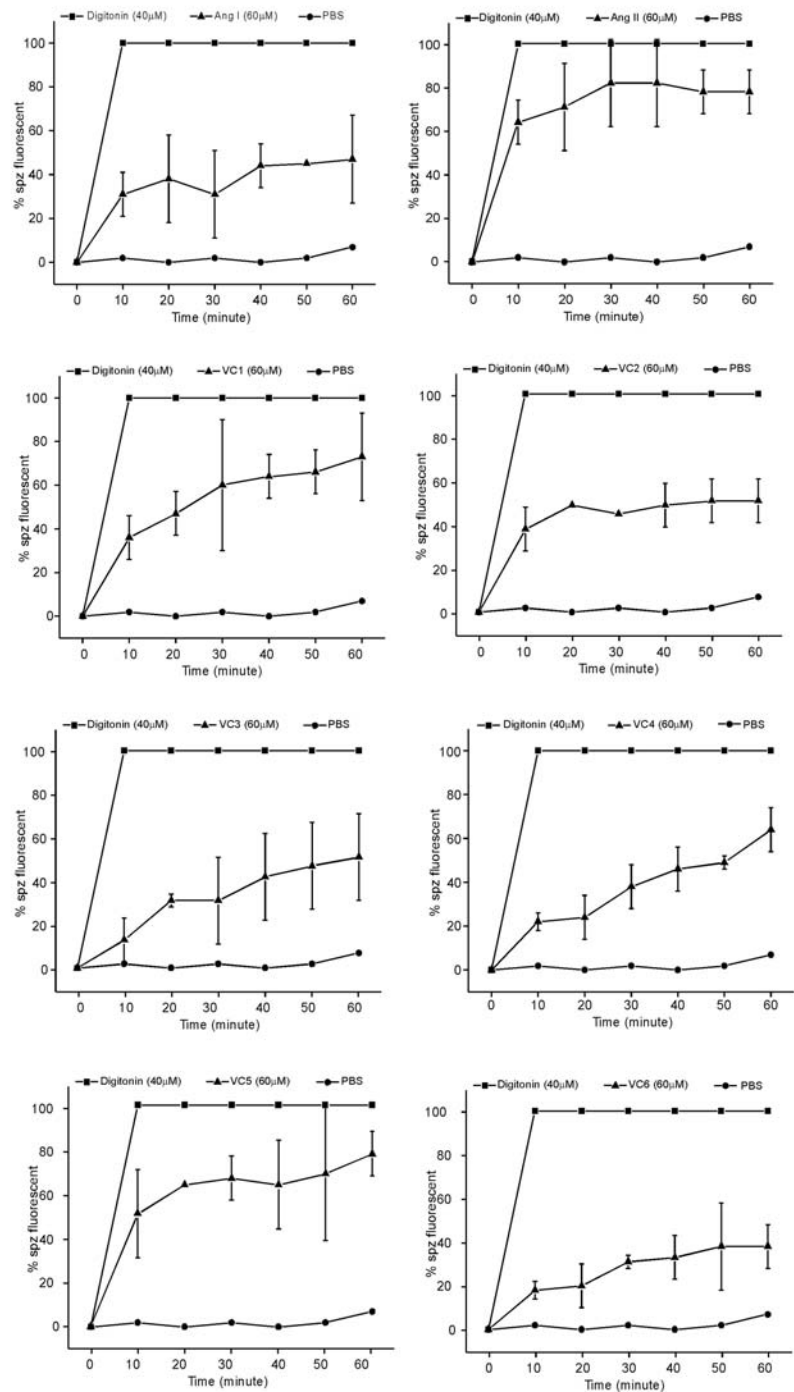 Digitonin (40μM) Ang I (60μM) PBS
100
80
60
40
20
0
% spz fluorescent
0 10 20 30 40 50 60
Time (minute)
Digitonin (40μM) Ang II (60μM) PBS
100
80
60
40
20
0
% spz fluorescent
0 10 20 30 40 50 60
Time (minute)
Digitonin (40μM) VC1 (60μM) PBS
100
80
60
40
20
0
% spz fluorescent
0 10 20 30 40 50 60
Time (minute)
Digitonin (40μM) VC2 (60μM) PBS
100
80
60
40
20
0
% spz fluorescent
0 10 20 30 40 50 60
Time (minute)
Digitonin (40μM) VC3 (60μM) PBS
100
80
60
40
20
0
% spz fluorescent
0 10 20 30 40 50 60
Time (minute)
Digitonin (40μM) VC4 (60μM) PBS
100
80
60
40
20
0
% spz fluorescent
0 10 20 30 40 50 60
Time (minute)
Digitonin (40μM) VC5 (60μM) PBS
100
80
60
40
20
0
% spz fluorescent
0 10 20 30 40 50 60
Time (minute)
Digitonin (40μM) VC6 (60μM) PBS
100
80
60
40
20
0
% spz fluorescent
0 10 20 30 40 50 60
Time (minute)